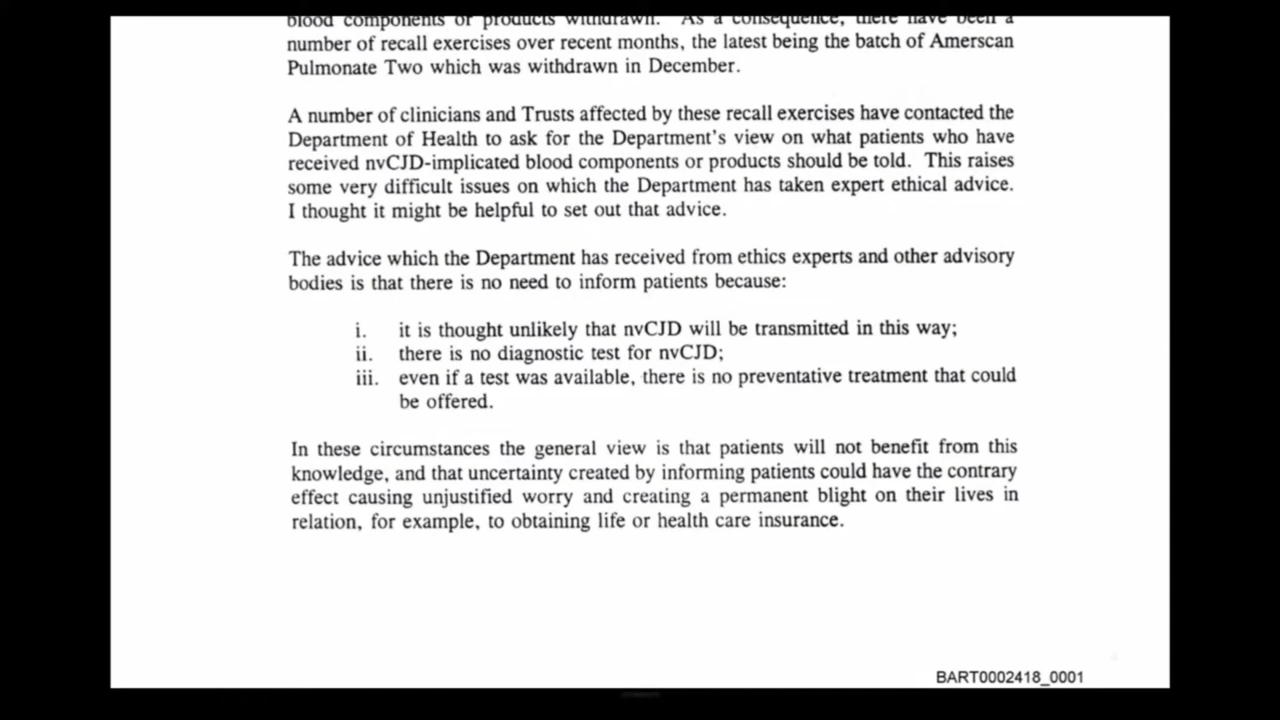 blood components or products withdrawn. As a consequence, there have been a
number of recall exercises over recent months, the latest being the batch of Amerscan
Pulmonate Two which was withdrawn in December.
A number of clinicians and Trusts affected by these recall exercises have contacted the
Department of Health to ask for the Department's view on what patients who have
received nvCJD-implicated blood components or products should be told. This raises
some very difficult issues on which the Department has taken expert ethical advice.
I thought it might be helpful to set out that advice.
The advice which the Department has received from ethics experts and other advisory
bodies is that there is no need to inform patients because:
i. it is thought unlikely that nvCJD will be transmitted in this way;
ii. there is no diagnostic test for nvCJD;
iii. even if a test was available, there is no preventative treatment that could
be offered.
In these circumstances the general view is that patients will not benefit from this
knowledge, and that uncertainty created by informing patients could have the contrary
effect causing unjustified worry and creating a permanent blight on their lives in
relation, for example, to obtaining life or health care insurance.
BART0002418_0001